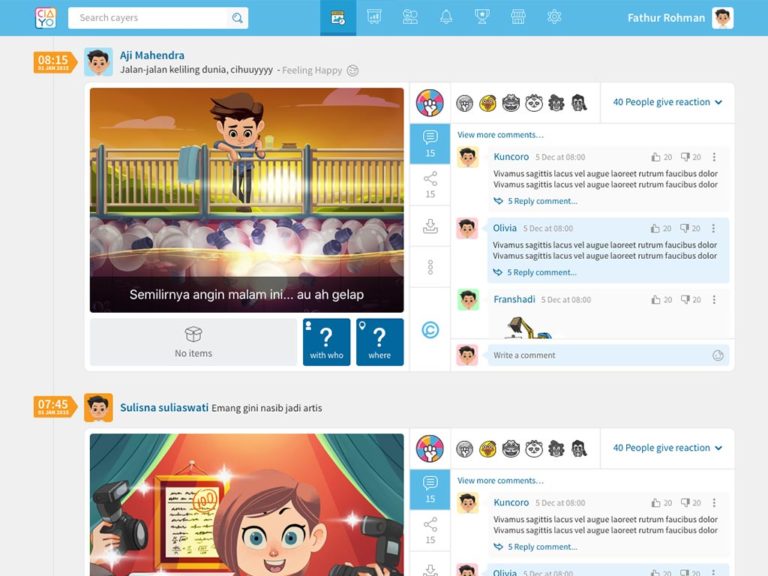 CIA
YO
Search cayers
Fathur Rohman
08:15
01 JAN 2015
Aji Mahendra
Jalan-jalan keliling dunia, cihuuyyyy - Feeling Happy
40 People give reaction
15
View more comments...
Kuncoro 5 Dec at 08:00 20 20
Vivamus sagittis lacus vel augue laoreet rutrum faucibus dolor
Vivamus sagittis lacus vel augue laoreet rutrum faucibus dolor
5 Reply comment...
15
Olivia 5 Dec at 08:00 20 20
Vivamus sagittis lacus vel augue laoreet rutrum faucibus dolor
Vivamus sagittis lacus vel augue laoreet rutrum faucibus dolor
5 Reply comment...
Franshadi 5 Dec at 08:00 20 20
Semilirnya angin malam ini... au ah gelap
No items
?
with who
?
where
Write a comment
07:45
01 JAN 2015
Sulisna suliaswati Emang gini nasib jadi artis
40 People give reaction
15
View more comments...
Kuncoro 5 Dec at 08:00 20 20
Vivamus sagittis lacus vel augue laoreet rutrum faucibus dolor
Vivamus sagittis lacus vel augue laoreet rutrum faucibus dolor
5 Reply comment...
15
100
Olivia 5 Dec at 08:00 20 20